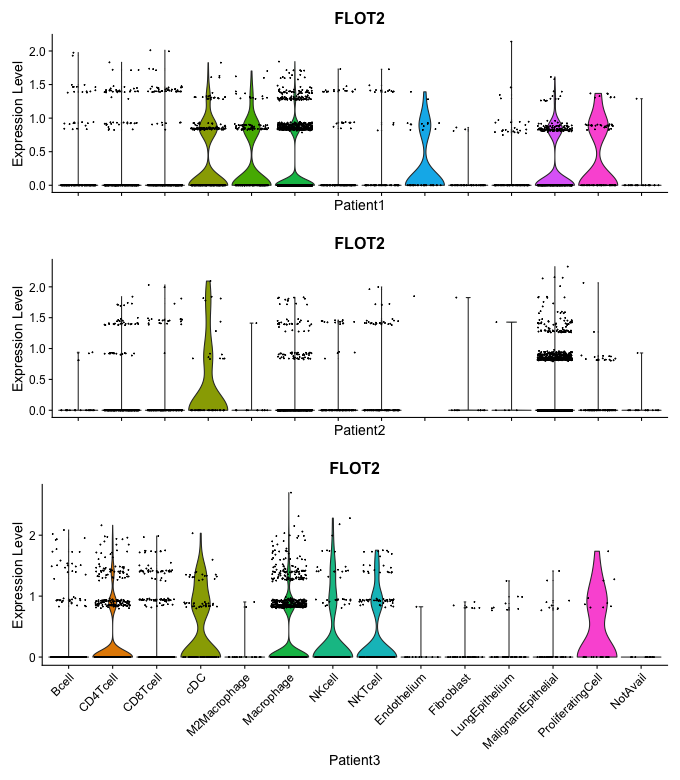 FLOT2
Expression Level
2.0
1.5
1.0
0.5
0.0
Patient1
FLOT2
Expression Level
2.0
1.5
1.0
0.5
0.0
Patient2
FLOT2
Expression Level
2
1
0
Bcell
CD4Tcell
CD8Tcell
cDC
M2Macrophage
Macrophage
NKcell
NKTcell
Endothelium
Fibroblast
LungEpithelium
MalignantEpithelial
ProliferatingCell
NotAvail
Patient3